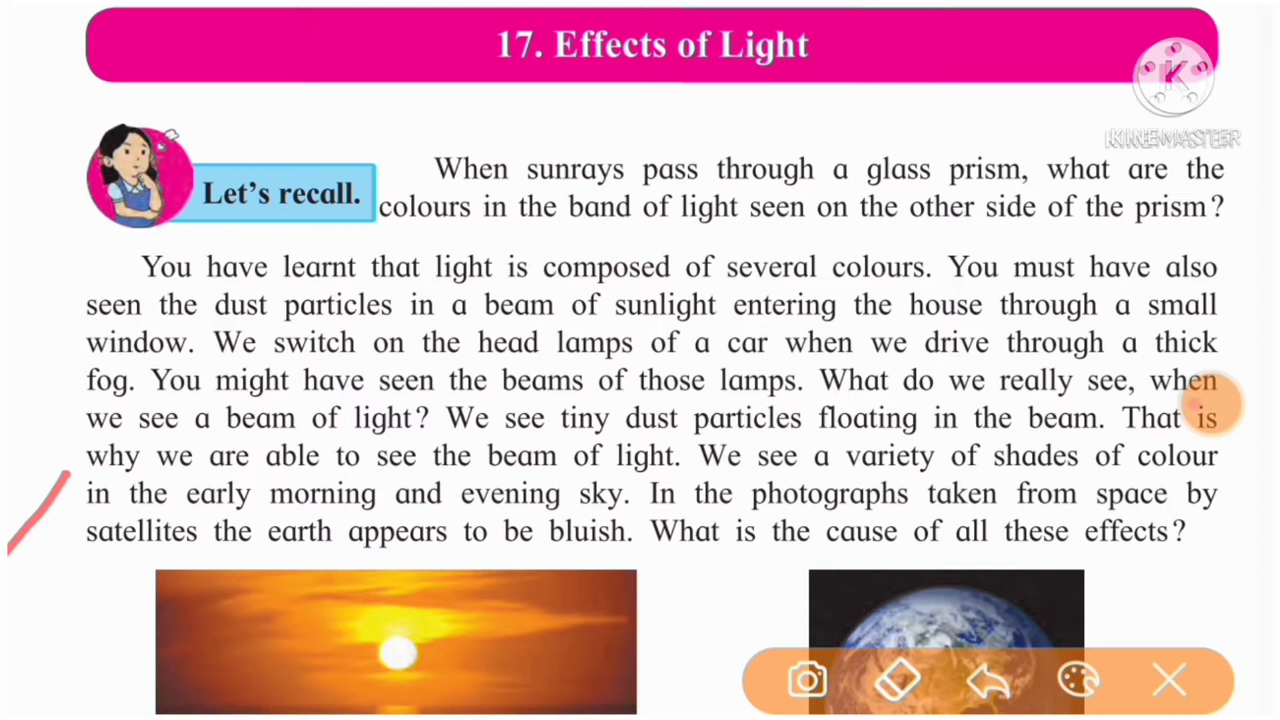 17. Effects of Light
K
KINEMASTER
Let's recall.
When sunrays pass through a glass prism, what are the
colours in the band of light seen on the other side of the prism?
You have learnt that light is composed of several colours. You must have also
seen the dust particles in a beam of sunlight entering the house through a small
window. We switch on the head lamps of a car when we drive through a thick
fog. You might have seen the beams of those lamps. What do we really see, when
we see a beam of light? We see tiny dust particles floating in the beam. That is
why we are able to see the beam of light. We see a variety of shades of colour
in the early morning and evening sky. In the photographs taken from space by
satellites the earth appears to be bluish. What is the cause of all these effects?